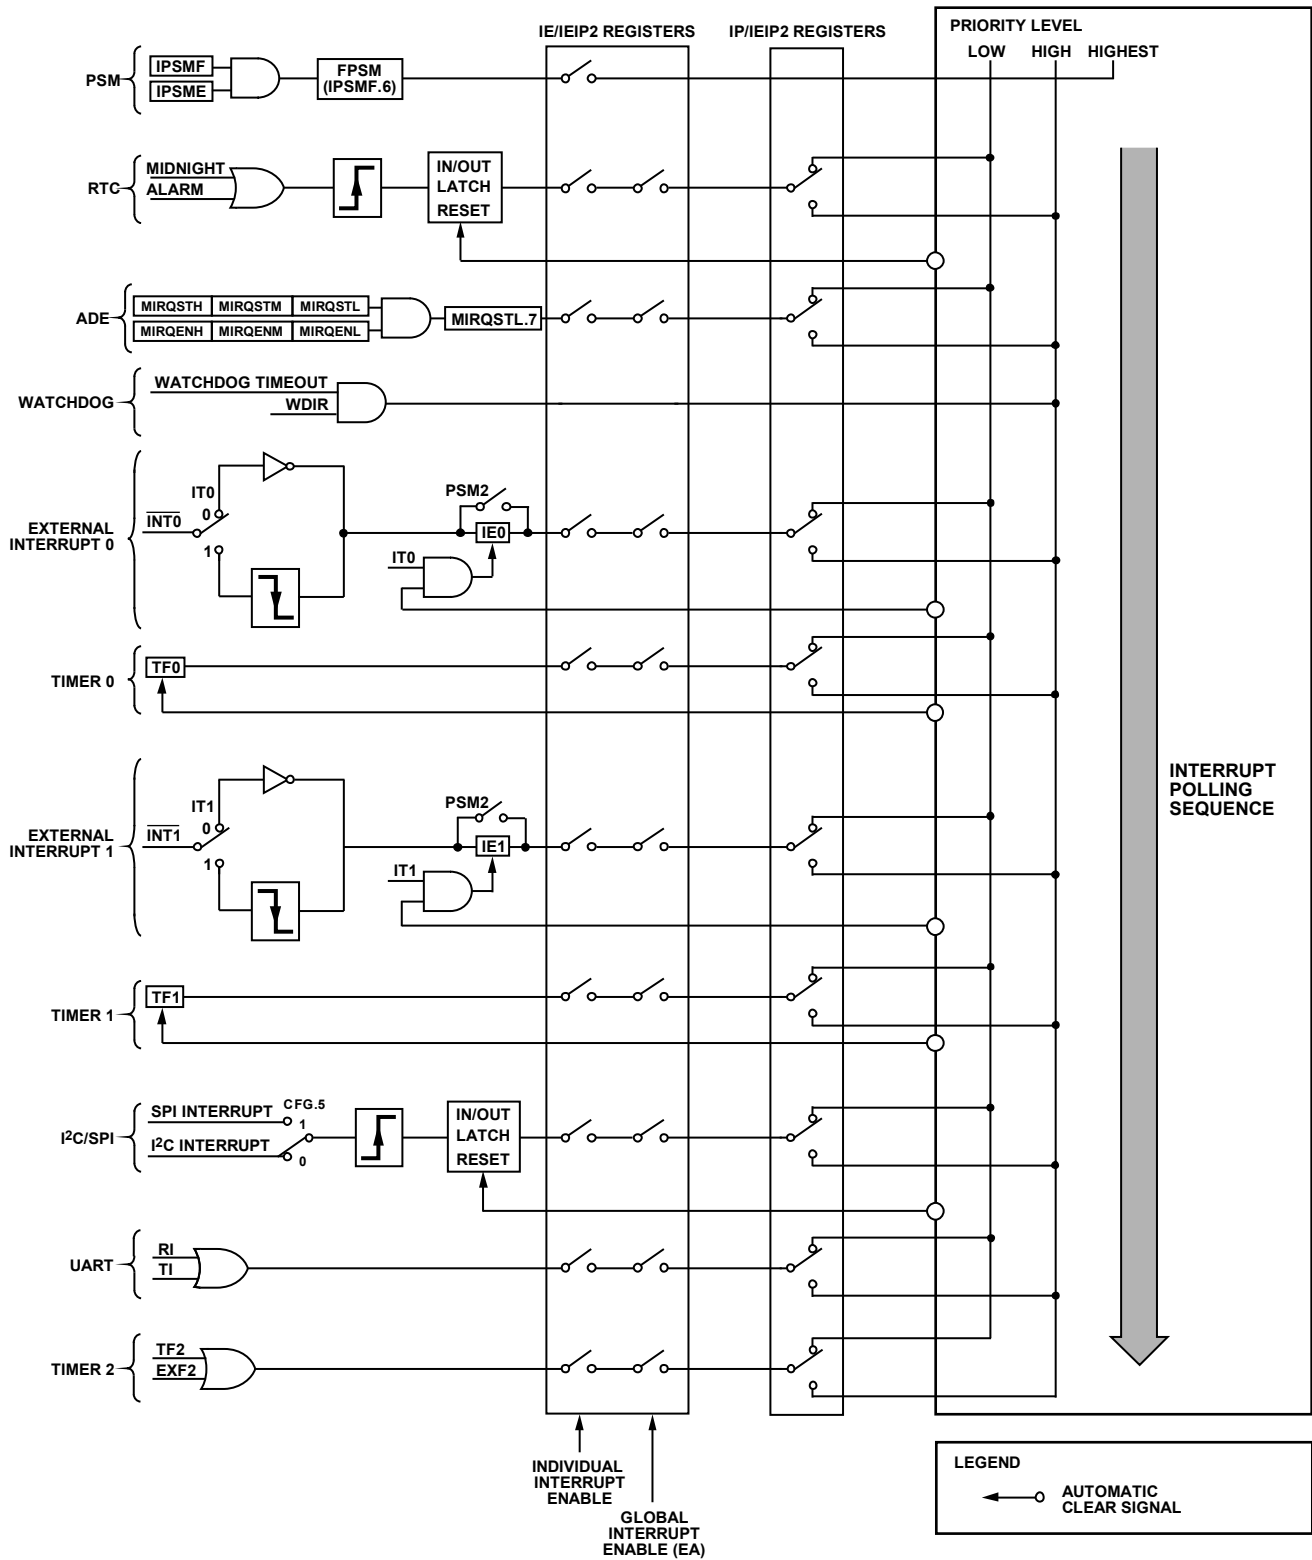 IE/IEIP2 REGISTERS
IP/IEIP2 REGISTERS
PRIORITY LEVEL
LOW HIGH HIGHEST
PSM
IPSMF
IPSME
FPSM
(IPSMF.6)
RTC
MIDNIGHT
ALARM
IN/OUT
LATCH
RESET
ADE
MIRQSTH MIRQSTM MIRQSTL
MIRQENH MIRQENM MIRQENL
MIRQSTL.7
WATCHDOG
WATCHDOG TIMEOUT
WDIR
EXTERNAL
INTERRUPT 0
INT0
IT0
0
1
PSM2
IE0
IT0
TIMER 0
TF0
EXTERNAL
INTERRUPT 1
INT1
IT1
0
1
PSM2
IE1
IT1
INTERRUPT
POLLING
SEQUENCE
TIMER 1
TF1
I²C/SPI
SPI INTERRUPT
I²C INTERRUPT
CFG.5
1
0
IN/OUT
LATCH
RESET
UART
RI
TI
TIMER 2
TF2
EXF2
INDIVIDUAL
INTERRUPT
ENABLE
GLOBAL
INTERRUPT
ENABLE (EA)
LEGEND
AUTOMATIC
CLEAR SIGNAL